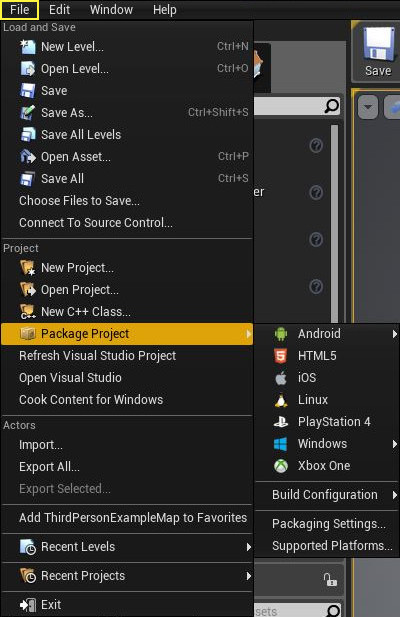 File Edit Window Help
Load and Save
New Level... Ctrl+N
Open Level... Ctrl+O
Save
Save As... Ctrl+Shift+S
Save All Levels
Open Asset... Ctrl+P
Save All Ctrl+S
Choose Files to Save...
Connect To Source Control...
Project
New Project...
Open Project...
New C++ Class...
Package Project
Refresh Visual Studio Project
Open Visual Studio
Cook Content for Windows
Actors
Import...
Export All...
Export Selected...
Add ThirdPersonExampleMap to Favorites
Recent Levels
Recent Projects
Exit
Save
er
Android
HTML5
iOS
Linux
PlayStation 4
Windows
Xbox One
Build Configuration
Packaging Settings...
Supported Platforms...
sets